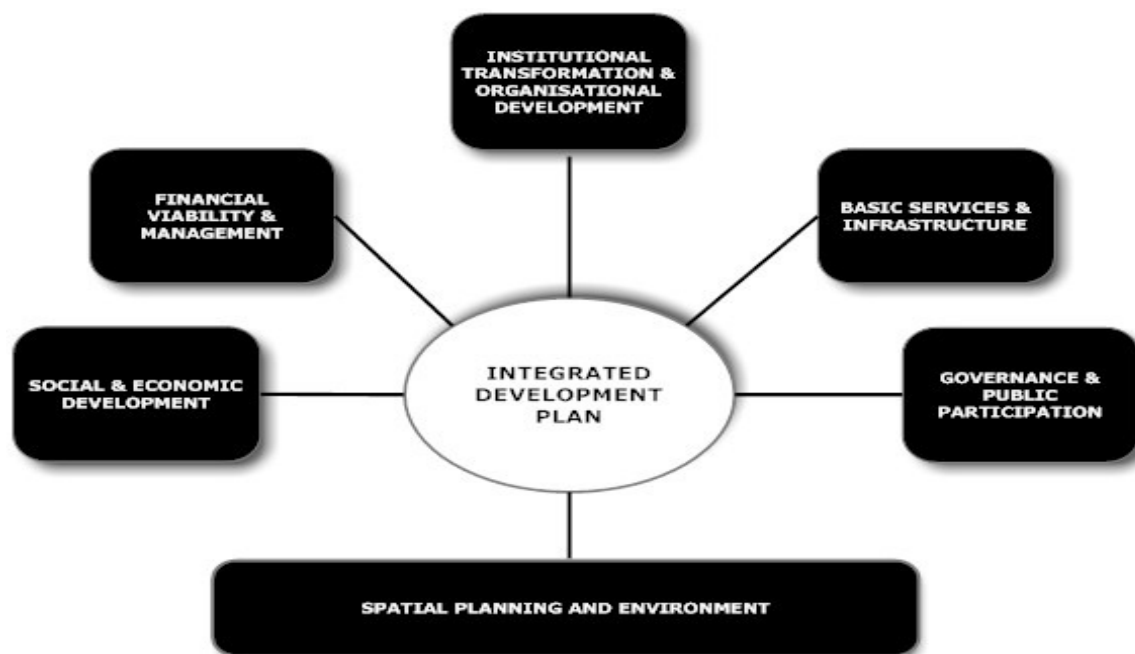 INSTITUTIONAL
TRANSFORMATION &
ORGANISATIONAL
DEVELOPMENT
FINANCIAL
VIABILITY &
MANAGEMENT
BASIC SERVICES &
INFRASTRUCTURE
SOCIAL & ECONOMIC
DEVELOPMENT
INTEGRATED
DEVELOPMENT
PLAN
GOVERNANCE &
PUBLIC
PARTICIPATION
SPATIAL PLANNING AND ENVIRONMENT